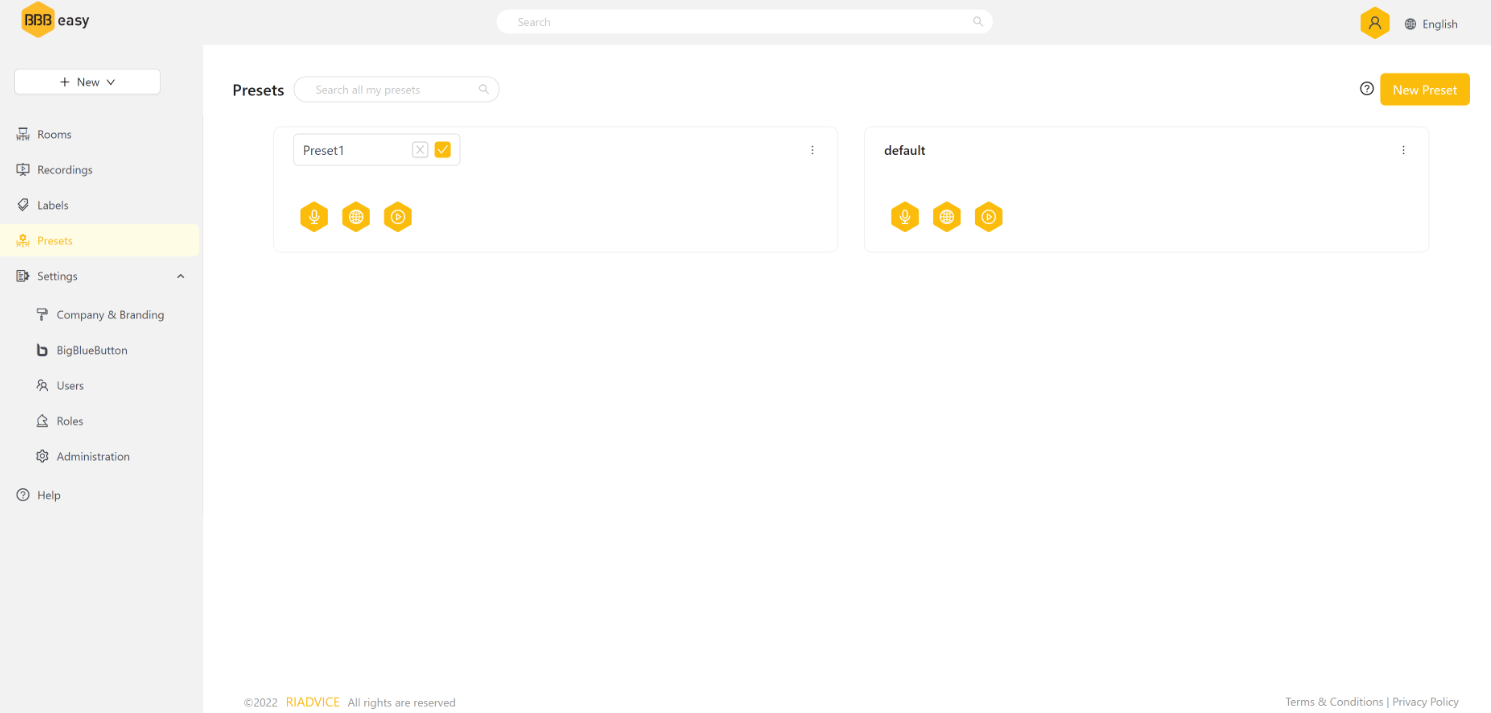 BBB easy
Search
English
New
Presets
Search all my presets
New Preset
Rooms
Recordings
Labels
Presets
Settings
Company & Branding
BigBlueButton
Users
Roles
Administration
Help
Preset1
default
©2022 RIADVICE All rights are reserved
Terms & Conditions | Privacy Policy